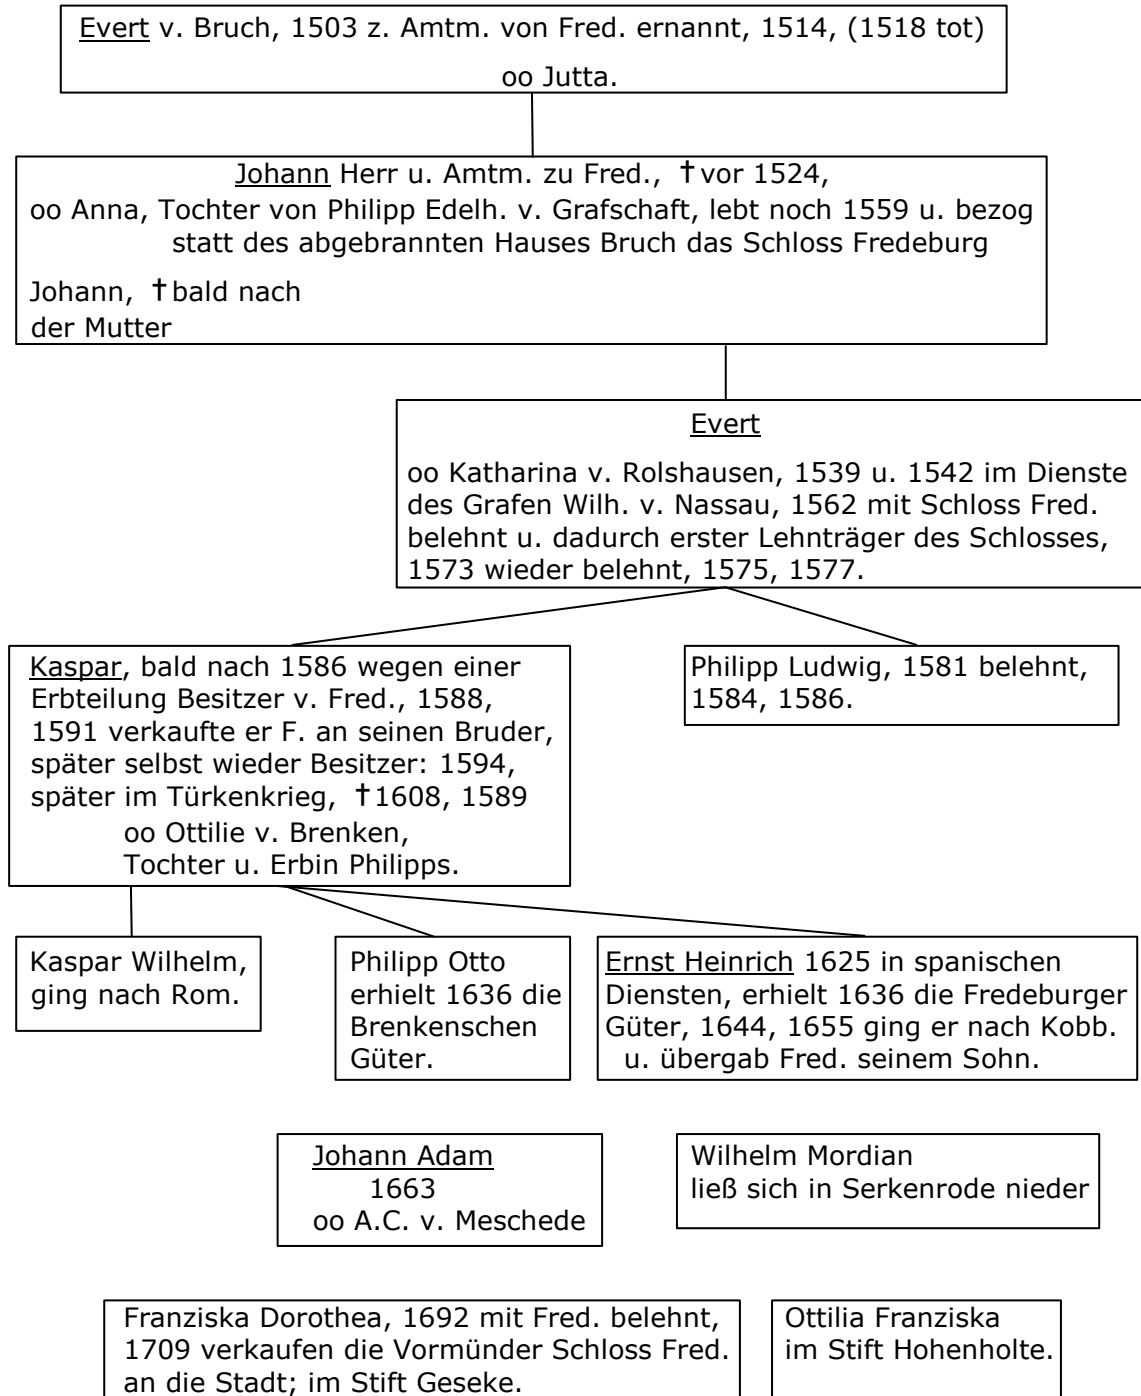 Evert v. Bruch, 1503 z. Amtm. von Fred. ernannt, 1514, (1518 tot)
oo Jutta.
Johann Herr u. Amtm. zu Fred., † vor 1524,
oo Anna, Tochter von Philipp Edelh. v. Grafschaft, lebt noch 1559 u. bezog
statt des abgebrannten Hauses Bruch das Schloss Fredeburg
Johann, † bald nach
der Mutter
Evert
oo Katharina v. Rolshausen, 1539 u. 1542 im Dienste
des Grafen Wilh. v. Nassau, 1562 mit Schloss Fred.
belehnt u. dadurch erster Lehnträger des Schlosses,
1573 wieder belehnt, 1575, 1577.
Kaspar, bald nach 1586 wegen einer
Erbteilung Besitzer v. Fred., 1588,
1591 verkaufte er F. an seinen Bruder,
später selbst wieder Besitzer: 1594,
später im Türkenkrieg, † 1608, 1589
oo Ottilie v. Brenken,
Tochter u. Erbin Philipps.
Philipp Ludwig, 1581 belehnt,
1584, 1586.
Kaspar Wilhelm,
ging nach Rom.
Philipp Otto
erhielt 1636 die
Brenkenschen
Güter.
Ernst Heinrich 1625 in spanischen
Diensten, erhielt 1636 die Fredeburger
Güter, 1644, 1655 ging er nach Kobb.
u. übergab Fred. seinem Sohn.
Johann Adam
1663
oo A.C. v. Meschede
Wilhelm Mordian
ließ sich in Serkenrode nieder
Franziska Dorothea, 1692 mit Fred. belehnt,
1709 verkaufen die Vormünder Schloss Fred.
an die Stadt; im Stift Geseke.
Ottilia Franziska
im Stift Hohenholte.